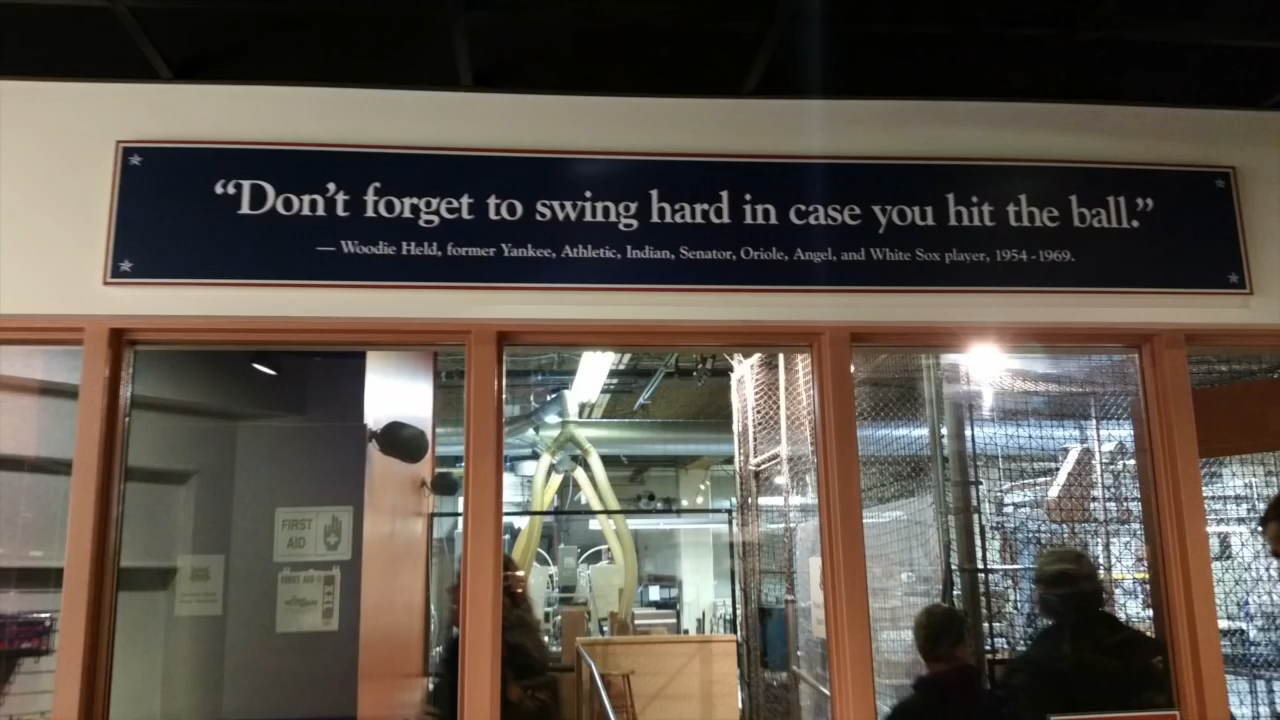 “Don't forget to swing hard in case you hit the ball.”
— Woodie Held, former Yankee, Athletic, Indian, Senator, Oriole, Angel, and White Sox player, 1954-1969.
FIRST
AID
FIRST AID